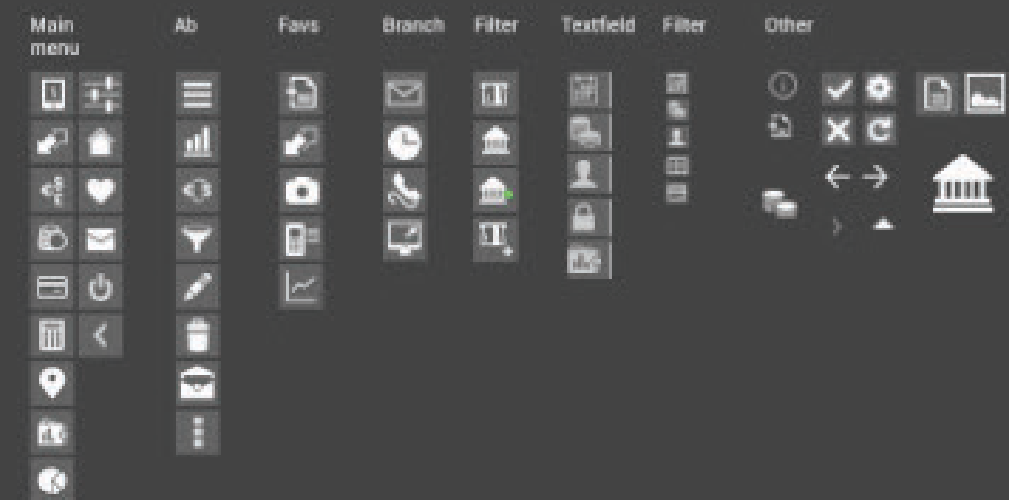 Main
menu
Ab
Favs
Branch
Filter
Textfield
Filter
Other